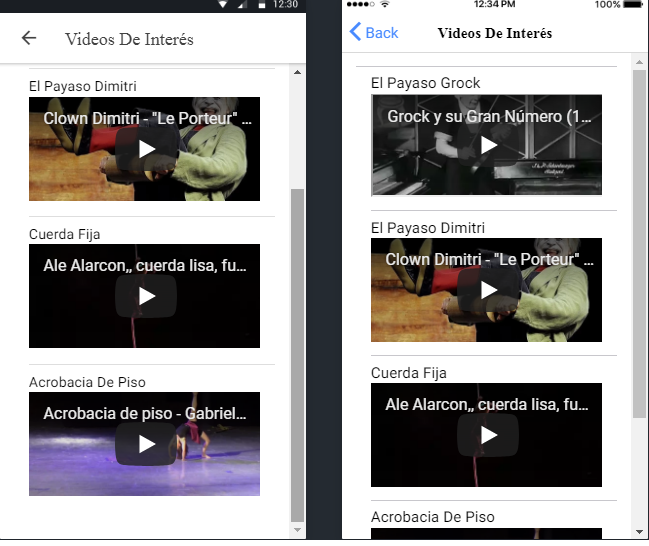 12:30
Videos De Interés
El Payaso Dimitri
Clown Dimitri - "Le Porteur" ...
Cuerda Fija
Ale Alarcon,, cuerda lisa, fu...
Acrobacia De Piso
Acrobacia de piso - Gabriel...
12:34 PM
100%
Back
Videos De Interés
El Payaso Grock
Grock y su Gran Número (1...
El Payaso Dimitri
Clown Dimitri - "Le Porteur" ...
Cuerda Fija
Ale Alarcon,, cuerda lisa, fu...
Acrobacia De Piso